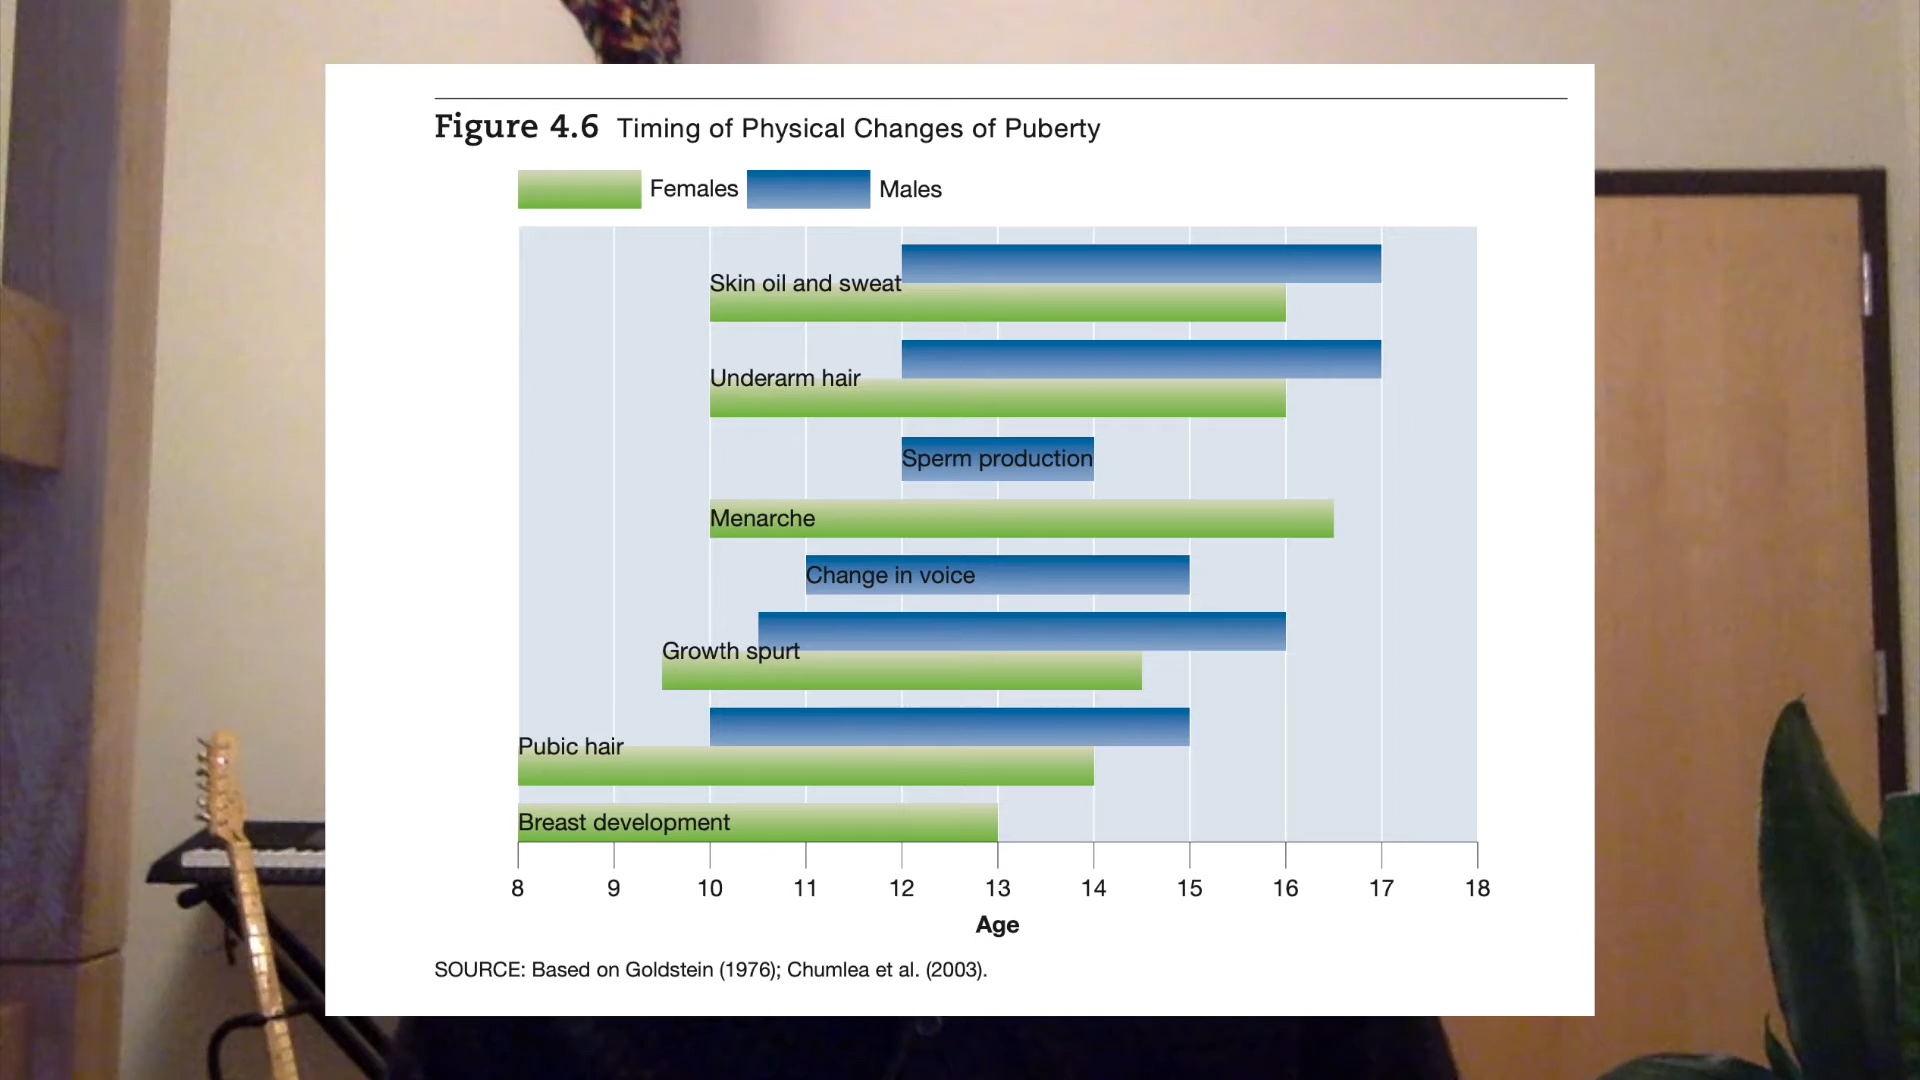 Figure 4.6 Timing of Physical Changes of Puberty
Females Males
Skin oil and sweat
Underarm hair
Sperm production
Menarche
Change in voice
Growth spurt
Pubic hair
Breast development
8 9 10 11 12 13 14 15 16 17 18
Age
SOURCE: Based on Goldstein (1976); Chumlea et al. (2003).